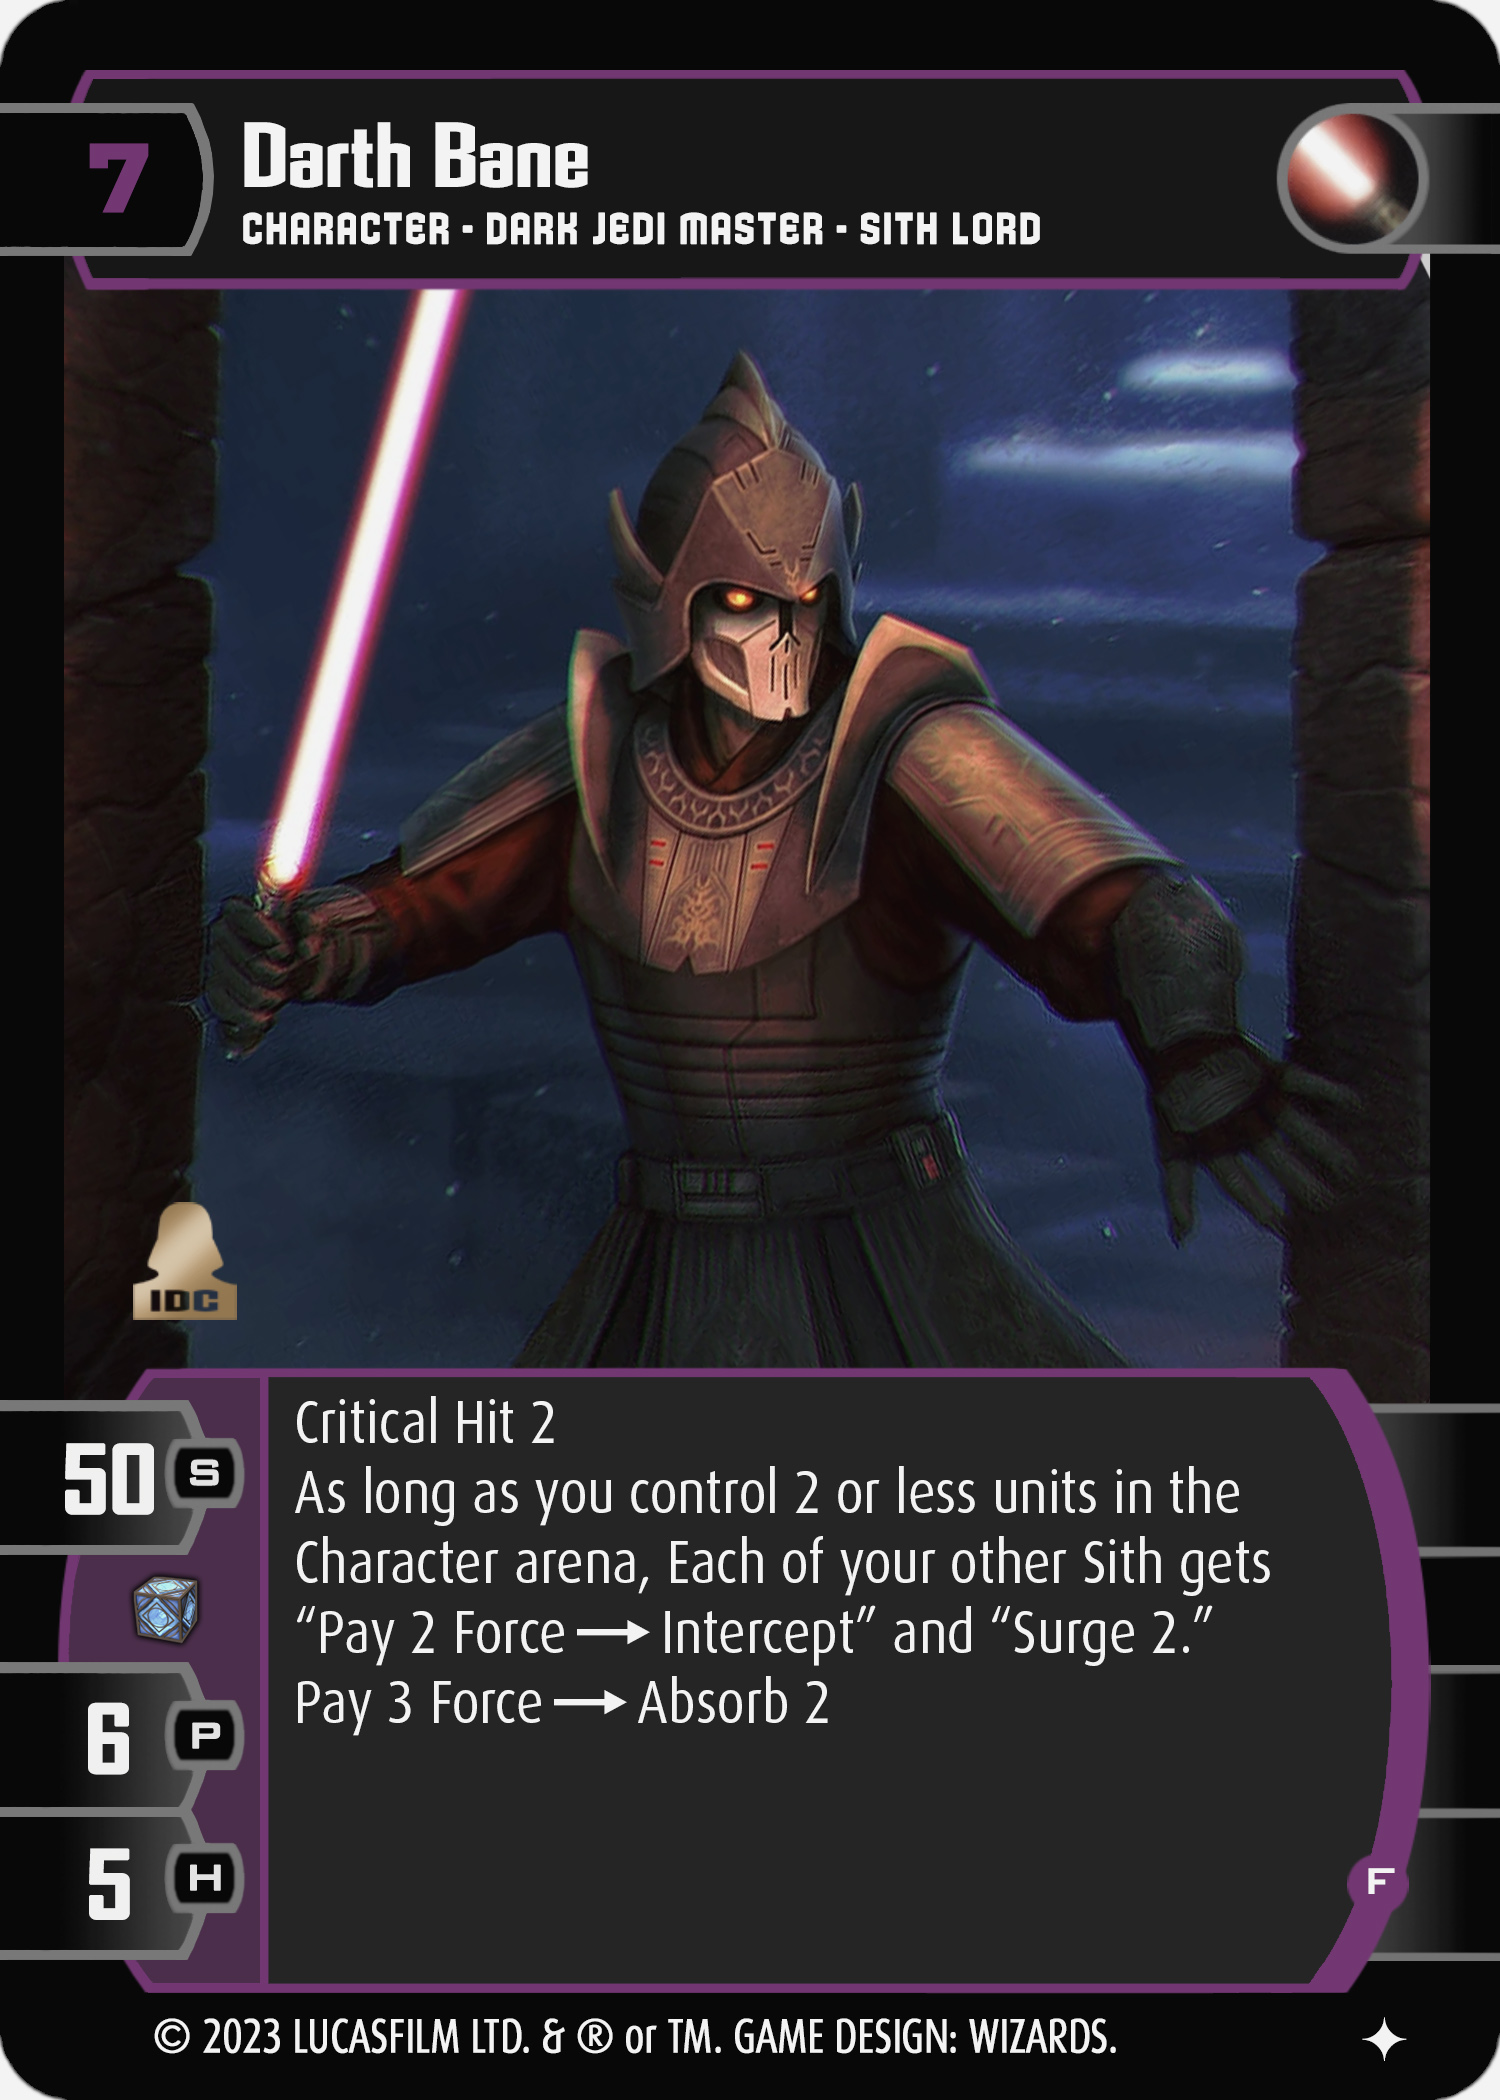 7
Darth Bane
CHARACTER - DARK JEDI MASTER - SITH LORD
IDC
50 S
6 P
5 H
Critical Hit 2
As long as you control 2 or less units in the
Character arena, Each of your other Sith gets
“Pay 2 Force → Intercept” and “Surge 2.”
Pay 3 Force → Absorb 2
F
© 2023 LUCASFILM LTD. & ® or TM. GAME DESIGN: WIZARDS.